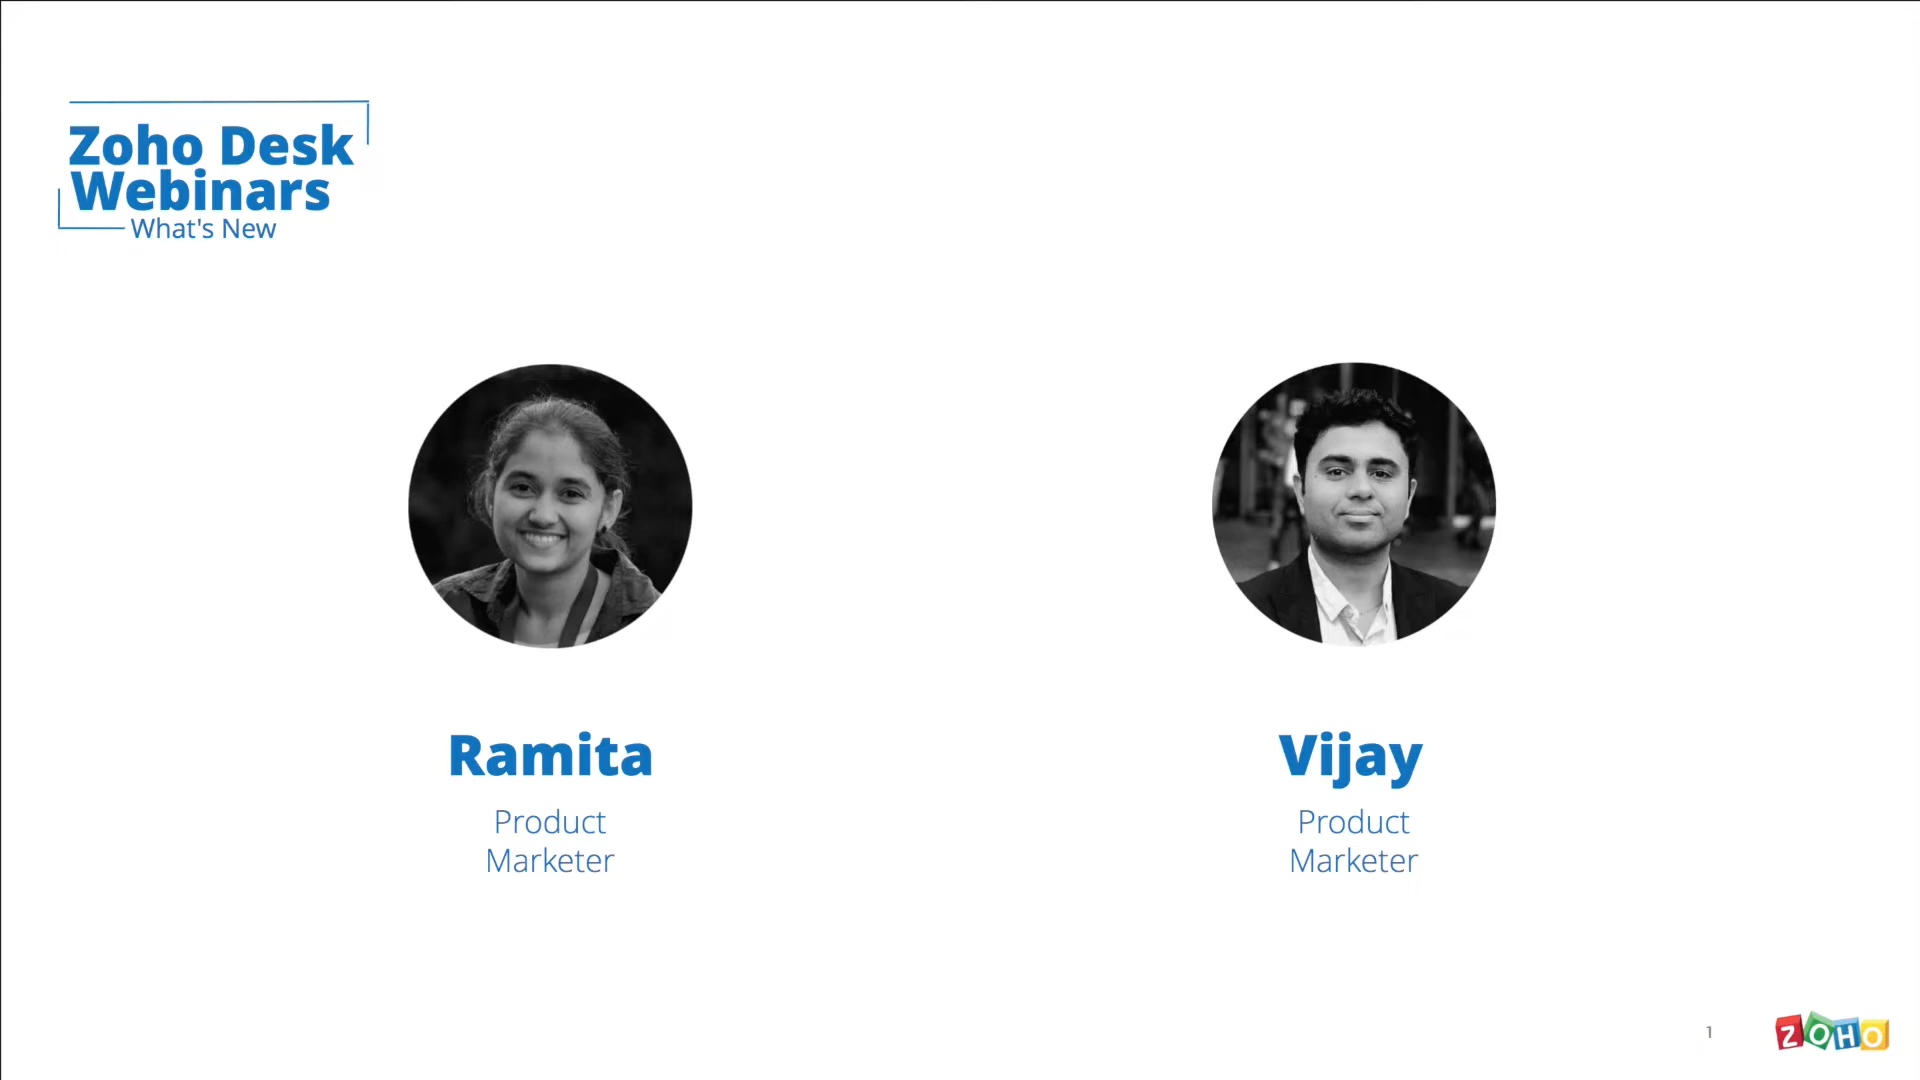 Zoho Desk
Webinars
What's New
Ramita
Product
Marketer
Vijay
Product
Marketer
1
ZOHO